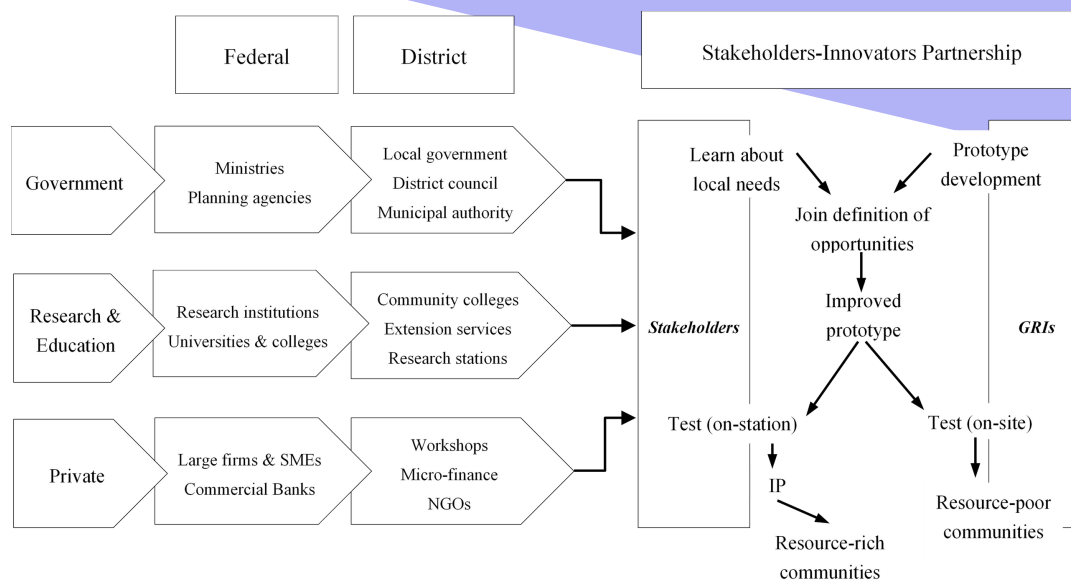 Federal
District
Stakeholders-Innovators Partnership
Government
Ministries
Planning agencies
Local government
District council
Municipal authority
Research &
Education
Research institutions
Universities & colleges
Community colleges
Extension services
Research stations
Private
Large firms & SMEs
Commercial Banks
Workshops
Micro-finance
NGOs
Stakeholders
Learn about
local needs
Prototype
development
Join definition of
opportunities
Improved
prototype
GRIs
Test (on-station)
Test (on-site)
IP
Resource-poor
communities
Resource-rich
communities